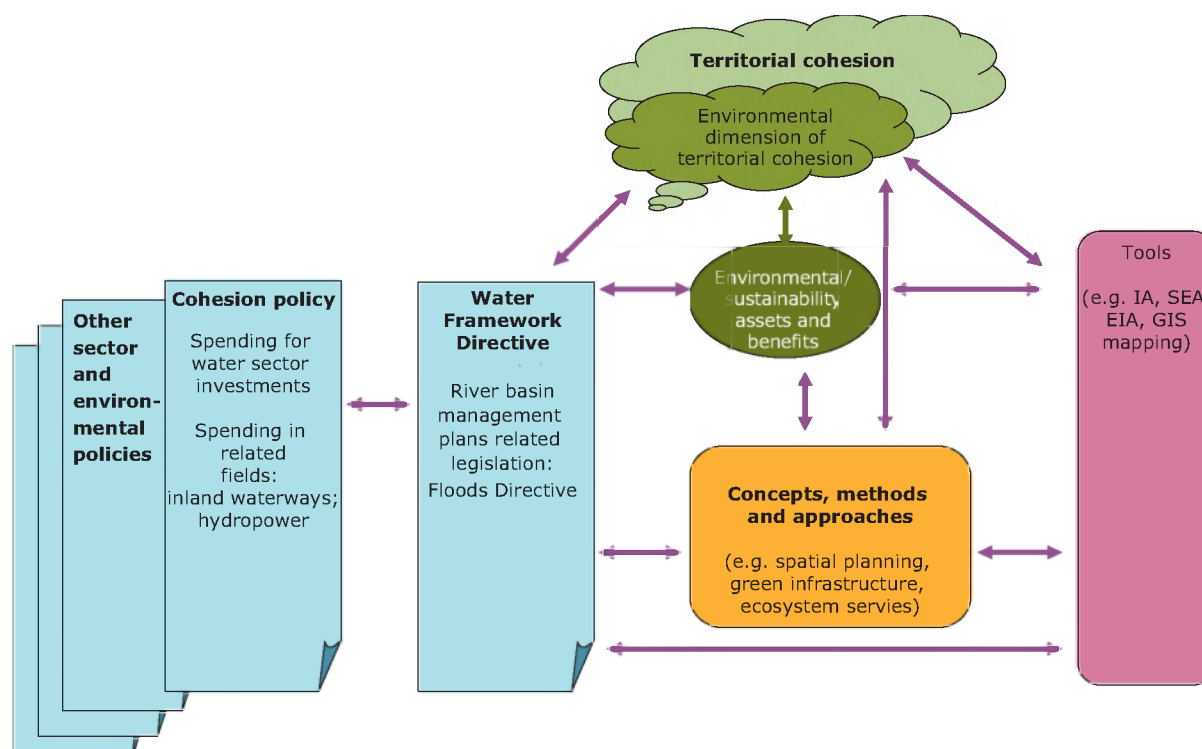 Territorial cohesion
Environmental
dimension of
territorial cohesion
Environmental/
sustainability,
assets and
benefits
Tools
(e.g. IA, SEA,
EIA, GIS
mapping)
Other
sector
and
environ-
mental
policies
Cohesion policy
Spending for
water sector
investments
Spending in
related
fields:
inland waterways;
hydropower
Water
Framework
Directive
River basin
management
plans related
legislation:
Floods Directive
Concepts, methods
and approaches
(e.g. spatial planning,
green infrastructure,
ecosystem servies)